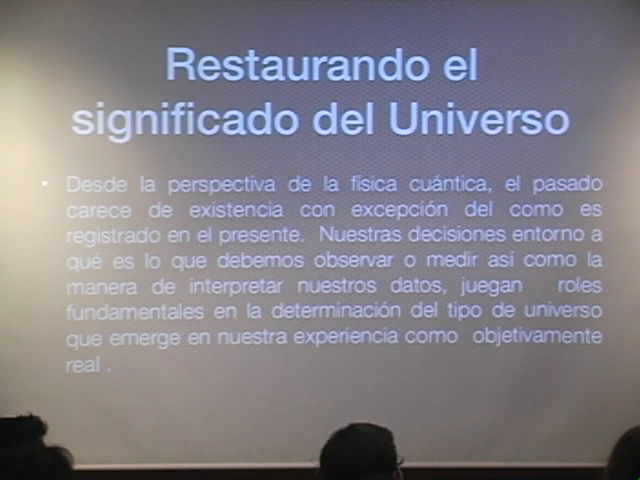 Restaurando el
significado del Universo
• Desde la perspectiva de la física cuántica, el pasado
carece de existencia con excepción del como es
registrado en el presente. Nuestras decisiones entorno a
qué es lo que debemos observar o medir así como la
manera de interpretar nuestros datos, juegan roles
fundamentales en la determinación del tipo de universo
que emerge en nuestra experiencia como objetivamente
real .